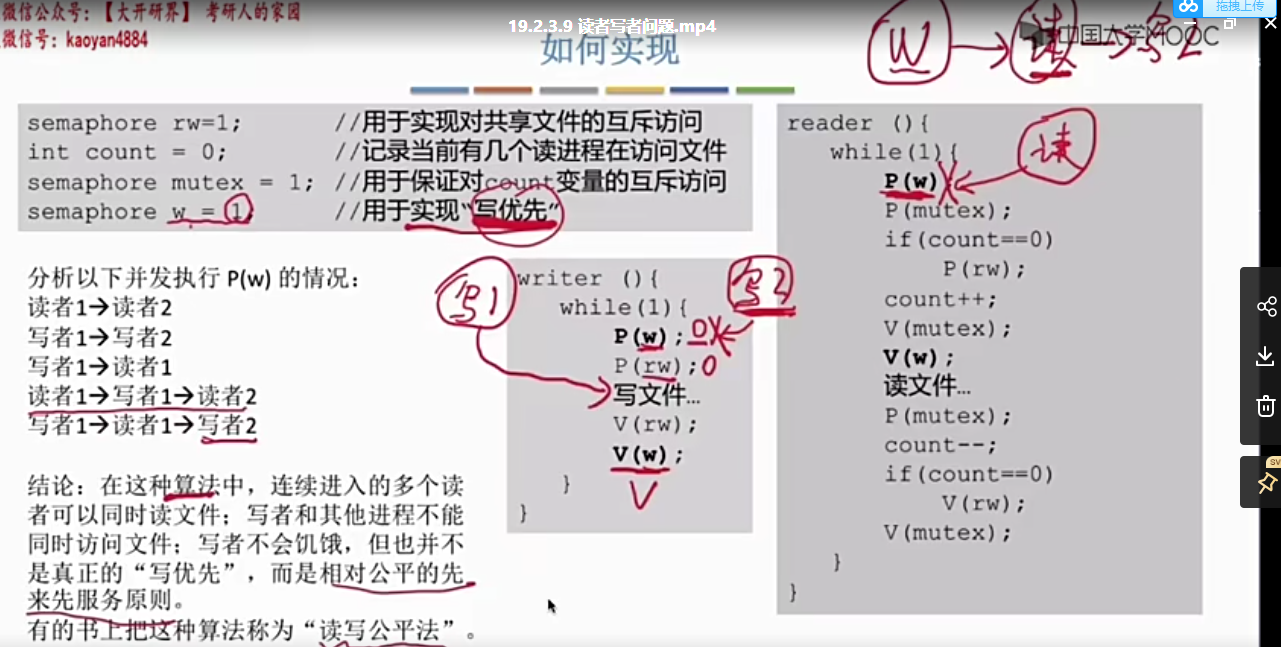 微信公众号:【大开研界】 考研人的家园
微信号: kaoyan4884
19.2.3.9 读者写者问题.mp4
拖拽上传
中国大学MOOC
如何实现
W
读
写2
semaphore rw=1; //用于实现对共享文件的互斥访问
int count = 0; //记录当前有几个读进程在访问文件
semaphore mutex = 1; //用于保证对count变量的互斥访问
semaphore w = 1; //用于实现“写优先”
分析以下并发执行 P(w) 的情况:
读者1→读者2
写者1→写者2
写者1→读者1
读者1→写者1→读者2
写者1→读者1→写者2
结论: 在这种算法中, 连续进入的多个读
者可以同时读文件; 写者和其他进程不能
同时访问文件; 写者不会饥饿, 但也并不
是真正的“写优先”, 而是相对公平的先
来先服务原则。
有的书上把这种算法称为“读写公平法”。
写1
写2
writer (){
while(1){
P(w); 0
P(rw); 0
写文件…
V(rw);
V(w);
V
}
}
reader (){
while(1){
读
P(w);
P(mutex);
if(count==0)
P(rw);
count++;
V(mutex);
V(w);
读文件…
P(mutex);
count--;
if(count==0)
V(rw);
V(mutex);
}
}